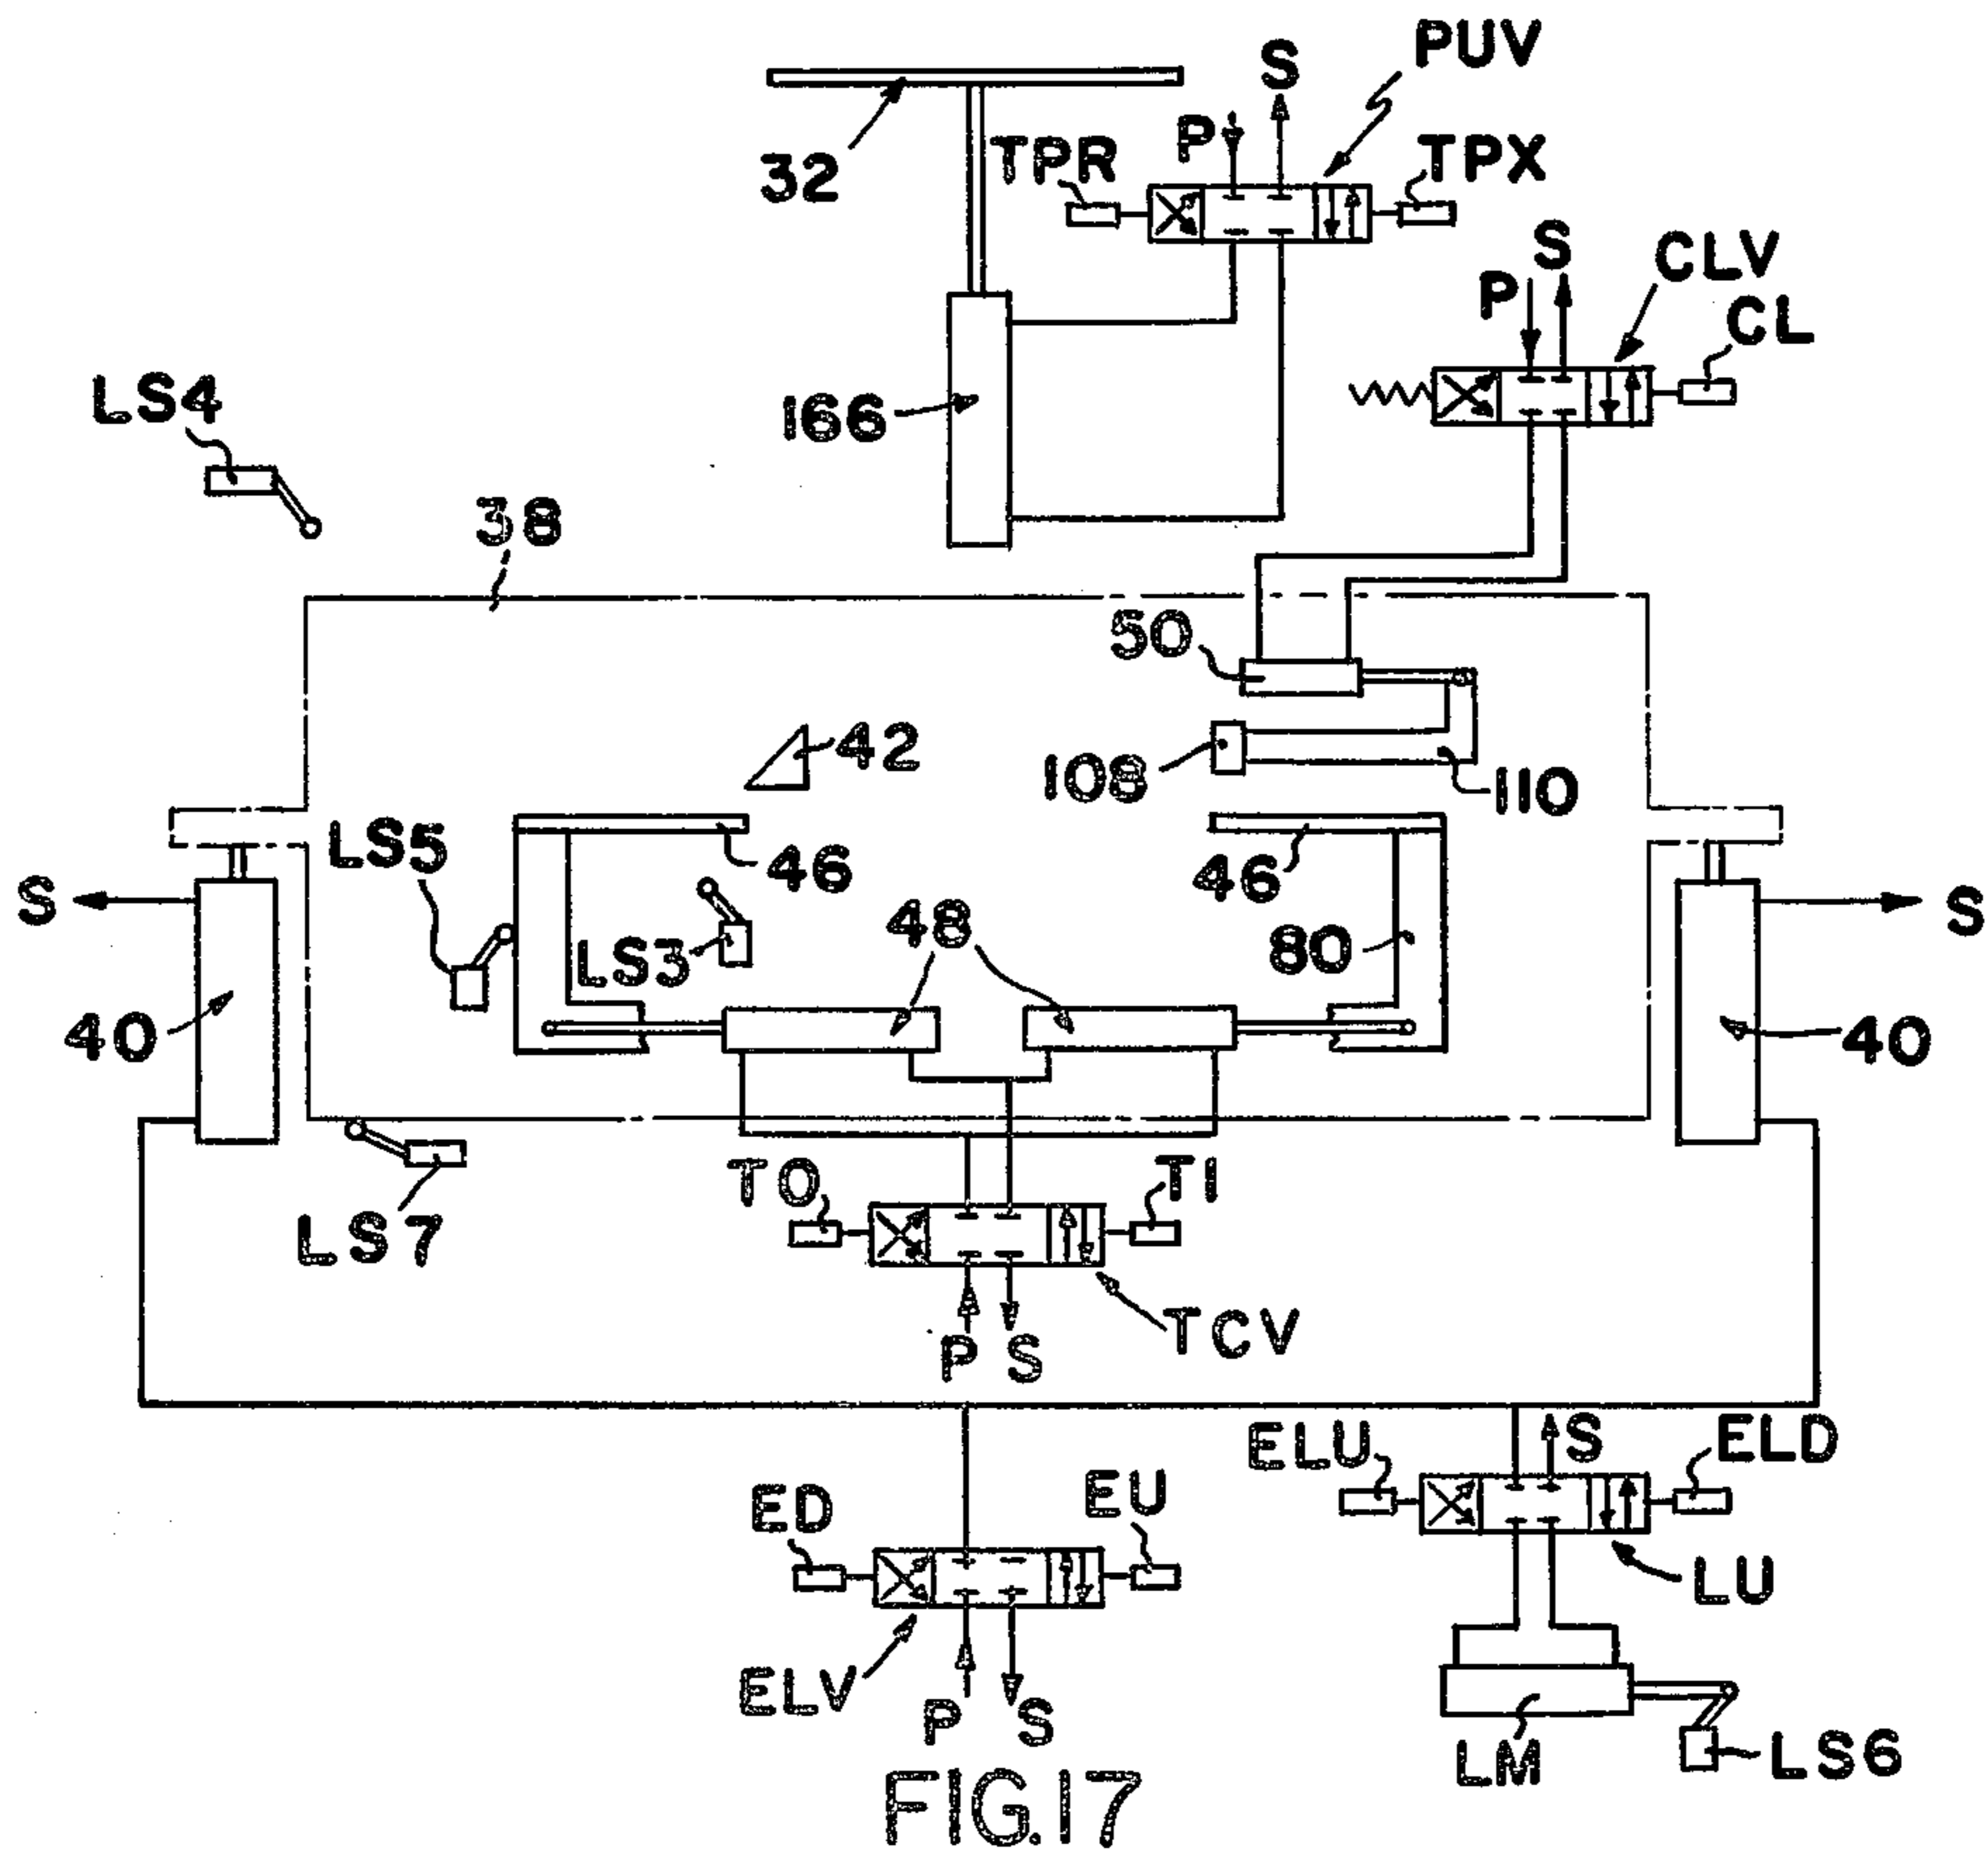 PUV
S
P
TPR
TPX
32
S
CLV
P
CL
LS4
166
38
50
42
108
110
LS5
46
46
S
48
S
LS3
80
40
40
TO
TI
LS7
TCV
P
S
ELU
S
ELD
ED
EU
LU
ELV
P
S
LM
LS6
FIG.17